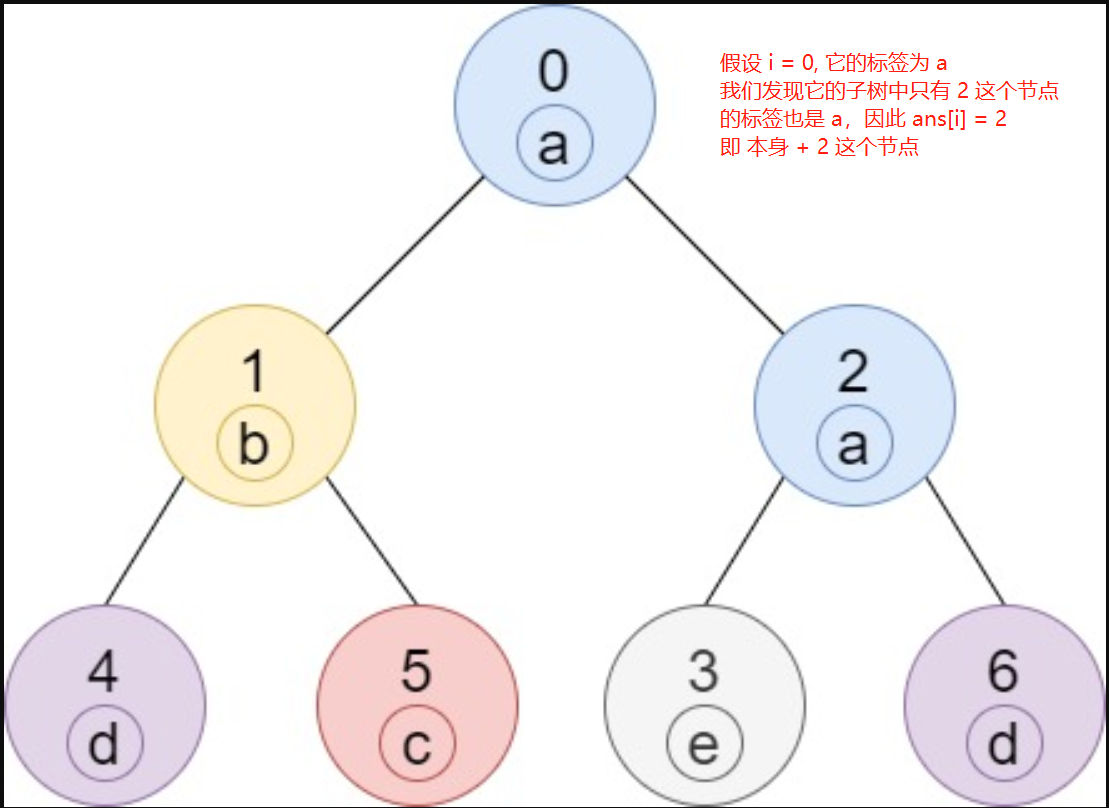 0
a
假设 i = 0, 它的标签为 a
我们发现它的子树中只有 2 这个节点
的标签也是 a，因此 ans[i] = 2
即 本身 + 2 这个节点
1
b
2
a
4
d
5
c
3
e
6
d